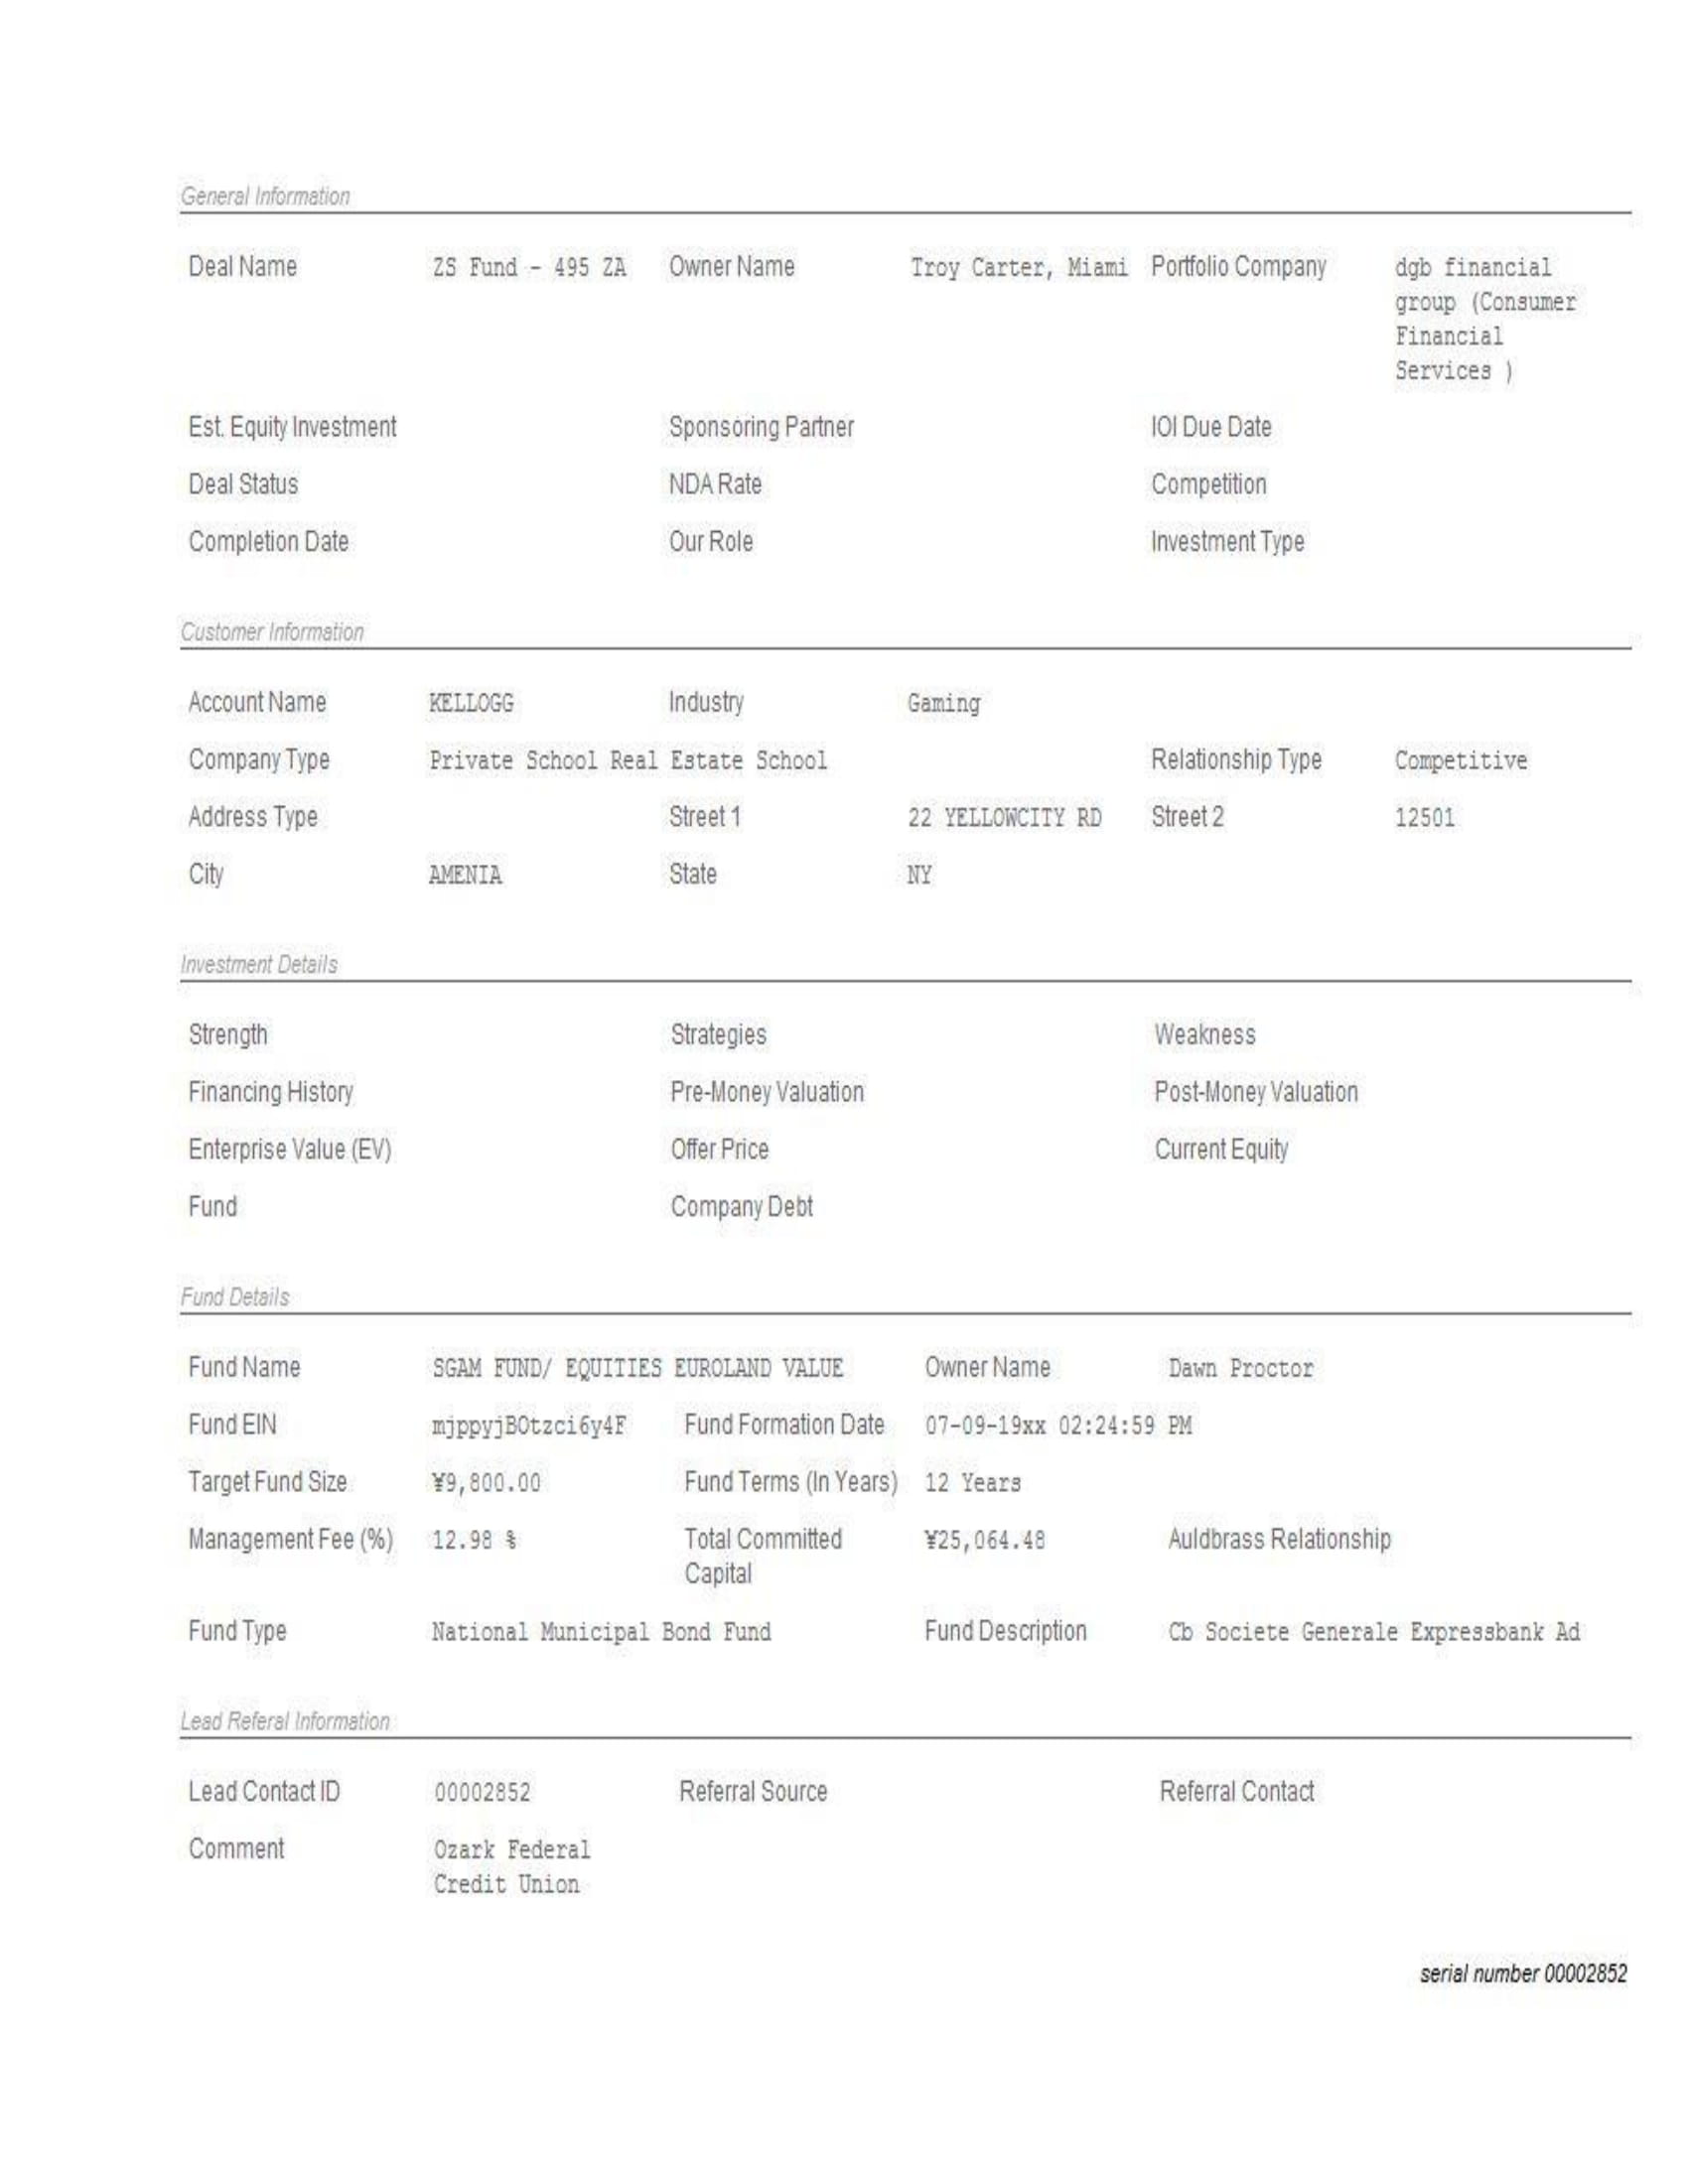 General Information
Deal Name ZS Fund - 495 ZA Owner Name Troy Carter, Miami Portfolio Company dgb financial
group (Consumer
Financial
Services )
Est. Equity Investment Sponsoring Partner IOI Due Date
Deal Status NDA Rate Competition
Completion Date Our Role Investment Type
Customer Information
Account Name KELLOGG Industry Gaming
Company Type Private School Real Estate School Relationship Type Competitive
Address Type Street 1 22 YELLOWCITY RD Street 2 12501
City AMENIA State NY
Investment Details
Strength Strategies Weakness
Financing History Pre-Money Valuation Post-Money Valuation
Enterprise Value (EV) Offer Price Current Equity
Fund Company Debt
Fund Details
Fund Name SGAM FUND/ EQUITIES EUROLAND VALUE Owner Name Dawn Proctor
Fund EIN mjppyjBOtzci6y4F Fund Formation Date 07-09-19xx 02:24:59 PM
Target Fund Size ¥9,800.00 Fund Terms (In Years) 12 Years
Management Fee (%) 12.98 % Total Committed ¥25,064.48 Auldbrass Relationship
Capital
Fund Type National Municipal Bond Fund Fund Description Cb Societe Generale Expressbank Ad
Lead Referal Information
Lead Contact ID 00002852 Referral Source Referral Contact
Comment Ozark Federal
Credit Union
serial number 00002852